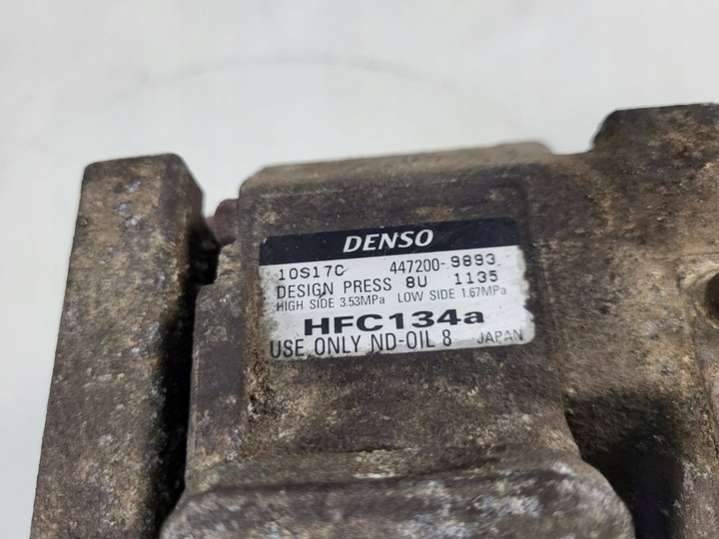 DENSO
10S17C 447200-9893
DESIGN PRESS 8U 1135
HIGH SIDE 3.53MPa LOW SIDE 1.67MPa
HFC134a
USE ONLY ND-OIL 8 JAPAN